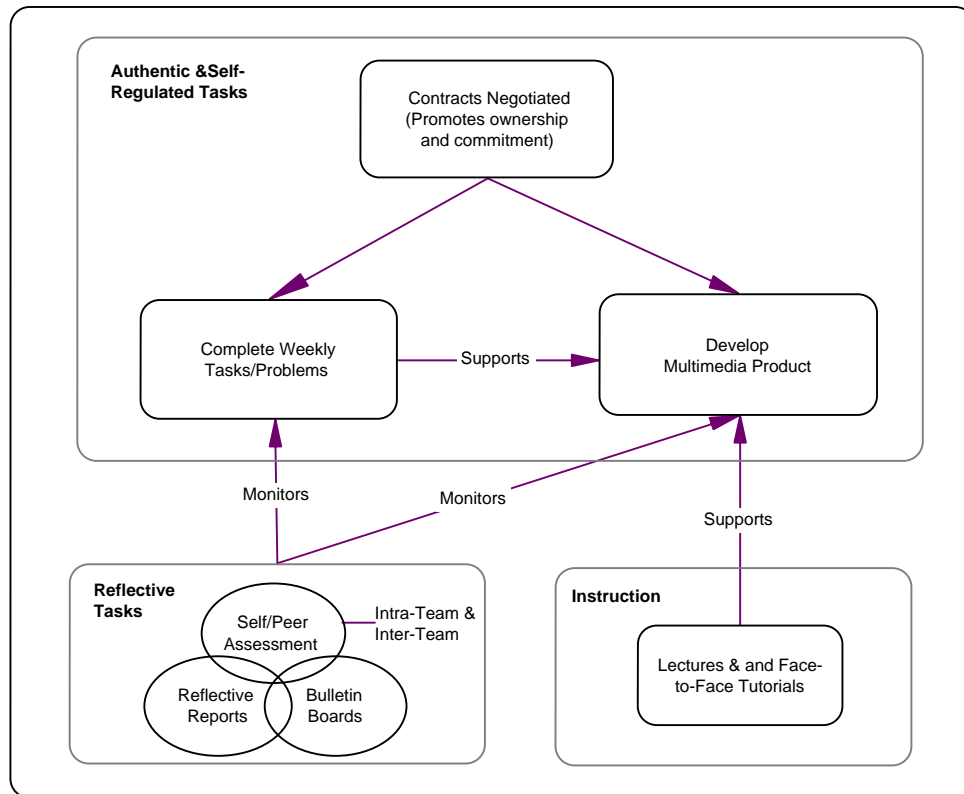 Authentic &Self-
Regulated Tasks
Contracts Negotiated
(Promotes ownership
and commitment)
Complete Weekly
Tasks/Problems
Supports
Develop
Multimedia Product
Monitors
Monitors
Supports
Reflective
Tasks
Self/Peer
Assessment
Intra-Team &
Inter-Team
Reflective
Reports
Bulletin
Boards
Instruction
Lectures & and Face-
to-Face Tutorials